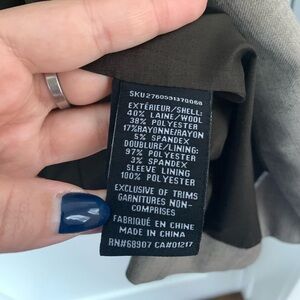 SKU2760551370068
EXTÉRIEUR/SHELL:
40% LAINE/WOOL
38% POLYESTER
17%RAYONNE/RAYON
5% SPANDEX
DOUBLURE/LINING:
97% POLYESTER
3% SPANDEX
SLEEVE LINING
100% POLYESTER
EXCLUSIVE OF TRIMS
GARNITURES NON-
COMPRISES
FABRIQUÉ EN CHINE
MADE IN CHINA
RN#68907 CA#01217